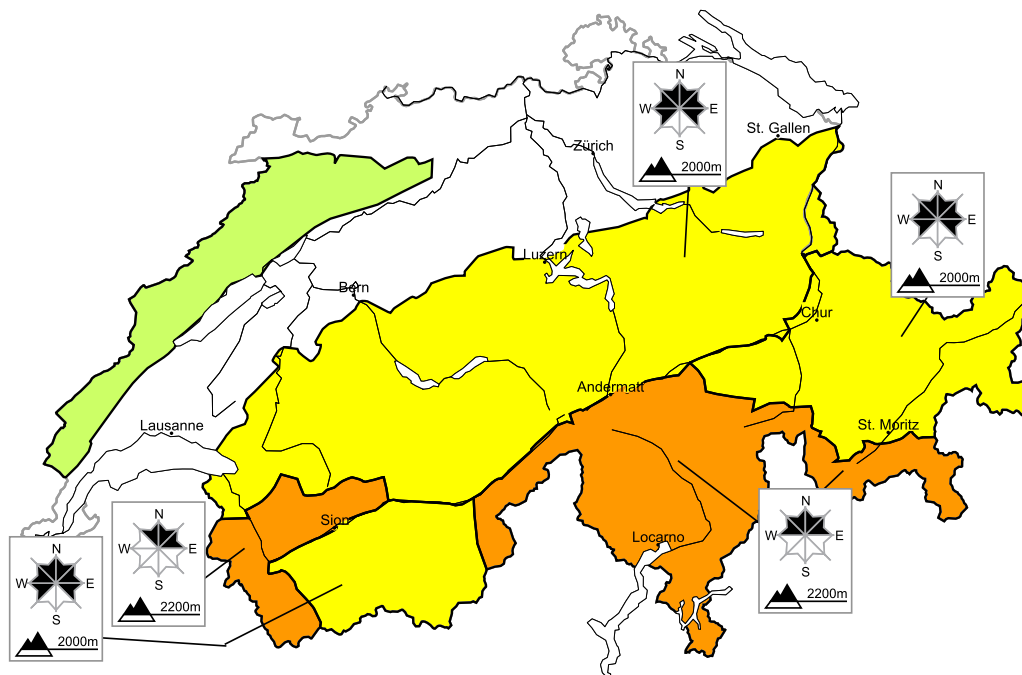 N
W E
S
2000m
St. Gallen
Zürich
N
W E
S
2000m
Luzern
Bern
Chur
Andermatt
Lausanne
St. Moritz
N
W E
S
2200m
Sion
N
W E
S
2200m
Locarno
N
W E
S
2000m